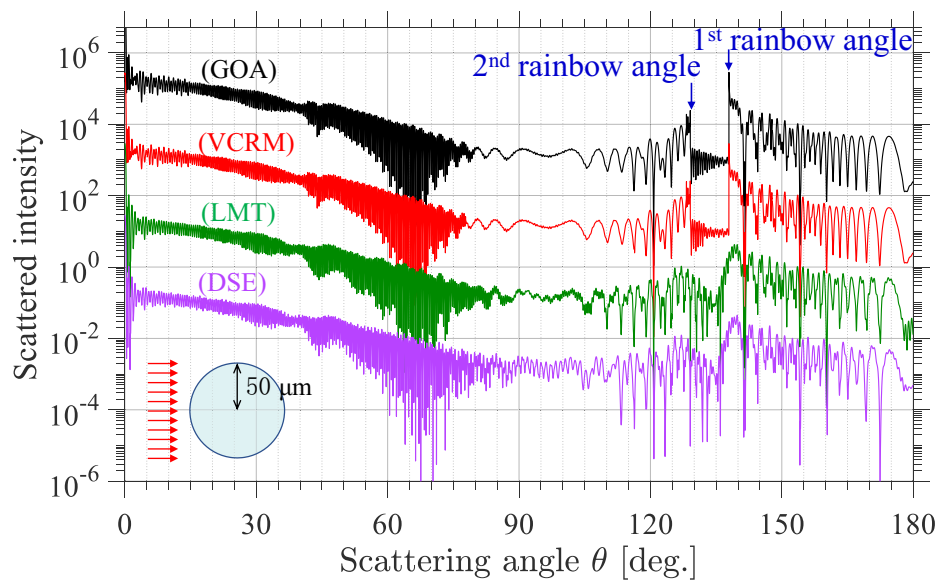 1st rainbow angle
2nd rainbow angle
(GOA)
(VCRM)
(LMT)
(DSE)
50 μm
Scattered intensity
10^6
10^4
10^2
10^0
10^-2
10^-4
10^-6
0 30 60 90 120 150 180
Scattering angle θ [deg.]